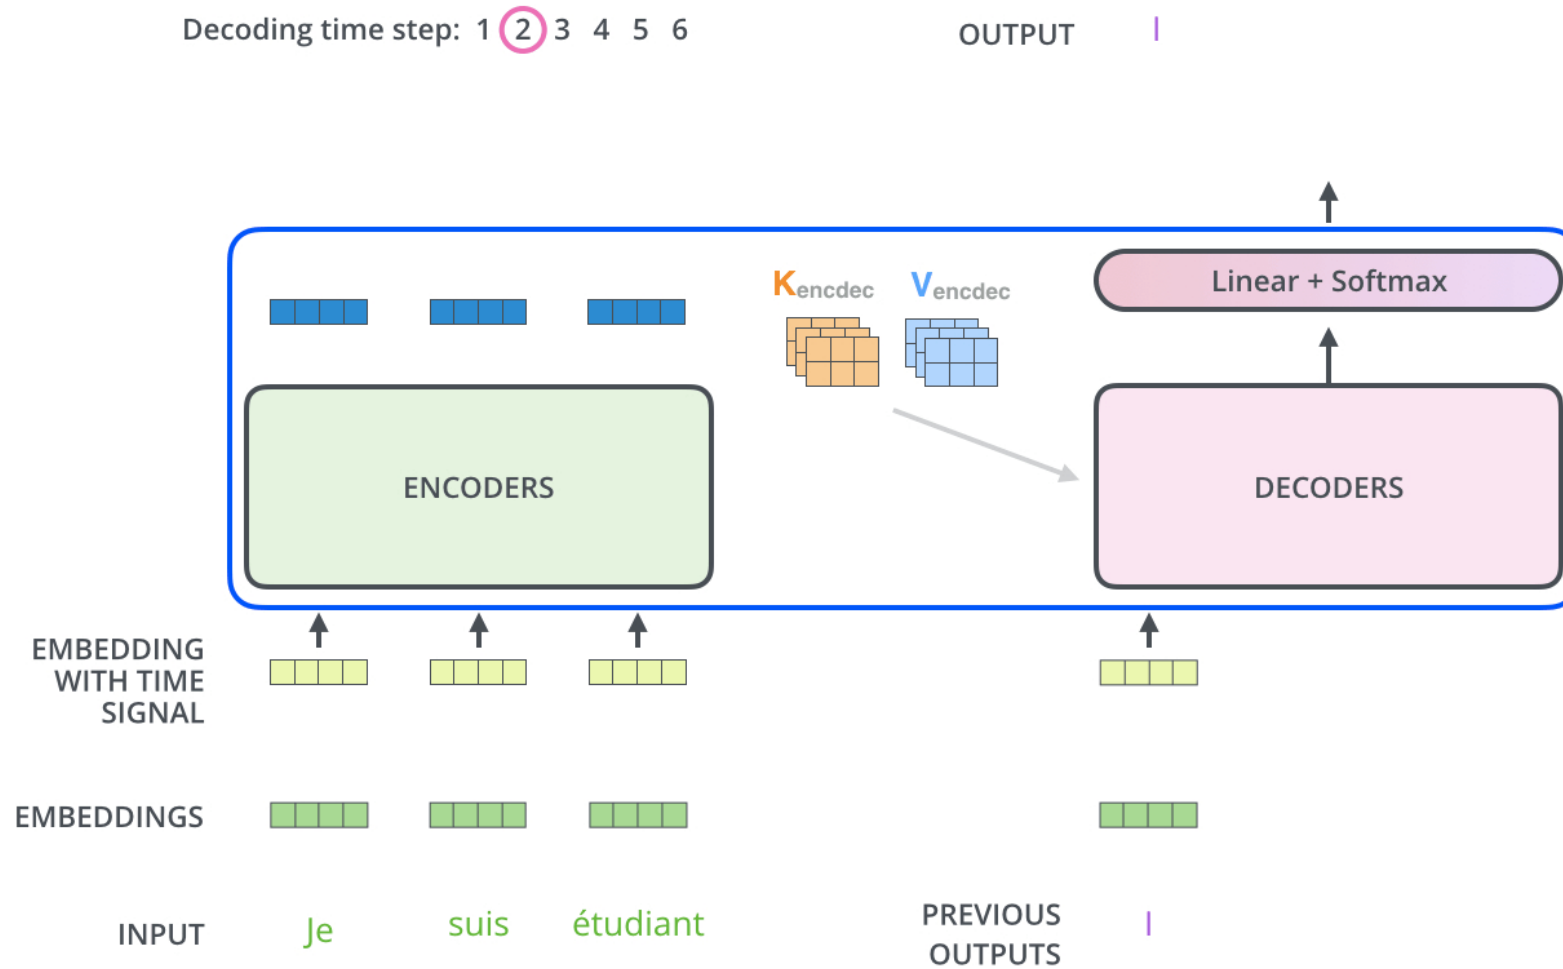 Decoding time step: 1 2 3 4 5 6
OUTPUT I
Kencdec Vencdec
Linear + Softmax
ENCODERS
DECODERS
EMBEDDING
WITH TIME
SIGNAL
EMBEDDINGS
INPUT Je suis étudiant
PREVIOUS
OUTPUTS
I